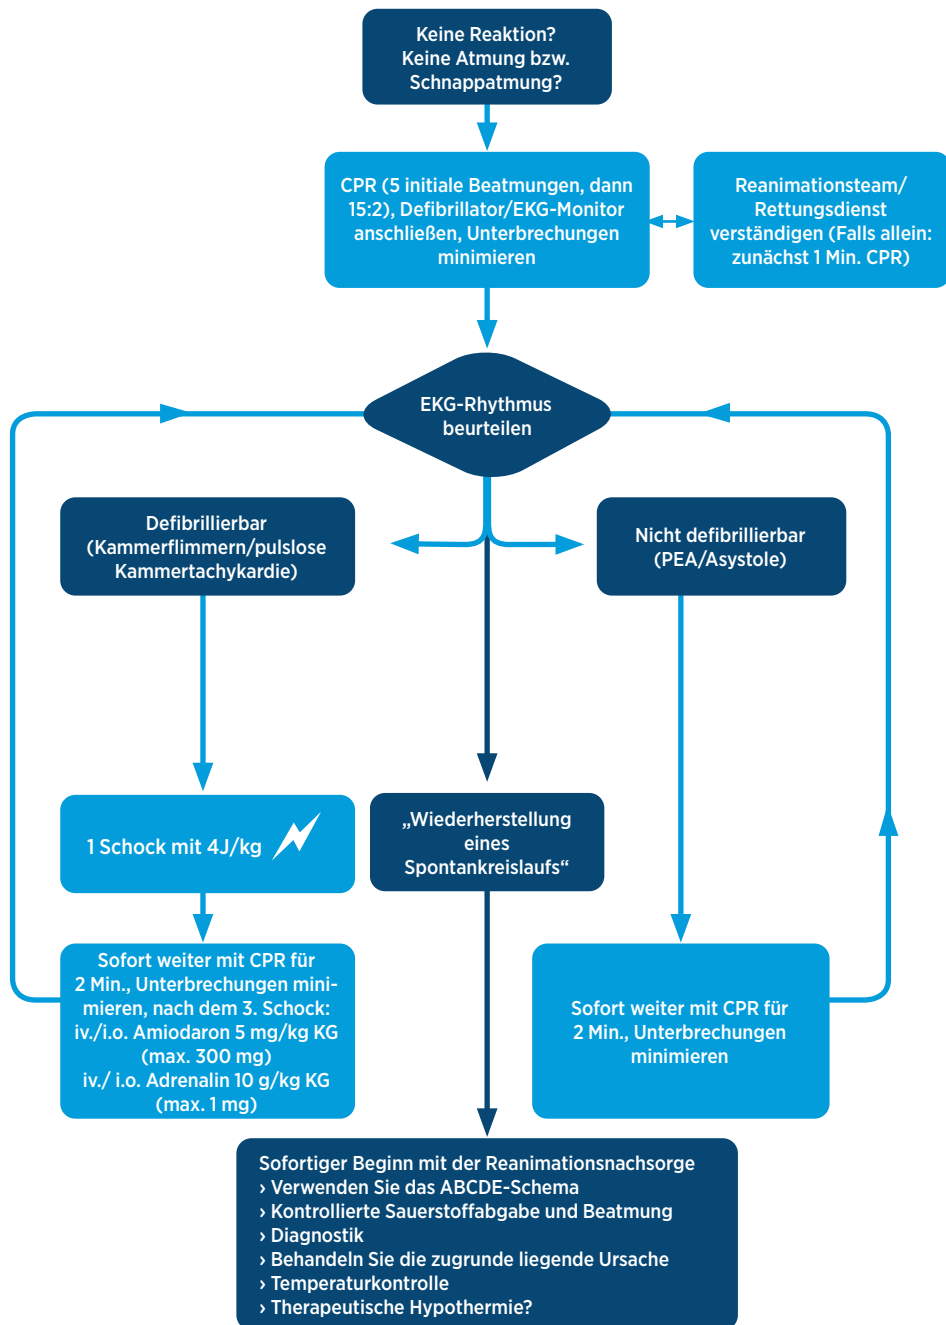 Keine Reaktion?
Keine Atmung bzw.
Schnappatmung?
CPR (5 initiale Beatmungen, dann
15:2), Defibrillator/EKG-Monitor
anschließen, Unterbrechungen
minimieren
Reanimationsteam/
Rettungsdienst
verständigen (Falls allein:
zunächst 1 Min. CPR)
EKG-Rhythmus
beurteilen
Defibrillierbar
(Kammerflimmern/pulslose
Kammertachykardie)
Nicht defibrillierbar
(PEA/Asystole)
1 Schock mit 4J/kg
„Wiederherstellung
eines
Spontankreislaufs“
Sofort weiter mit CPR für
2 Min., Unterbrechungen mini-
mieren, nach dem 3. Schock:
iv./i.o. Amiodaron 5 mg/kg KG
(max. 300 mg)
iv./ i.o. Adrenalin 10 g/kg KG
(max. 1 mg)
Sofort weiter mit CPR für
2 Min., Unterbrechungen
minimieren
Sofortiger Beginn mit der Reanimationsnachsorge
› Verwenden Sie das ABCDE-Schema
› Kontrollierte Sauerstoffabgabe und Beatmung
› Diagnostik
› Behandeln Sie die zugrunde liegende Ursache
› Temperaturkontrolle
› Therapeutische Hypothermie?